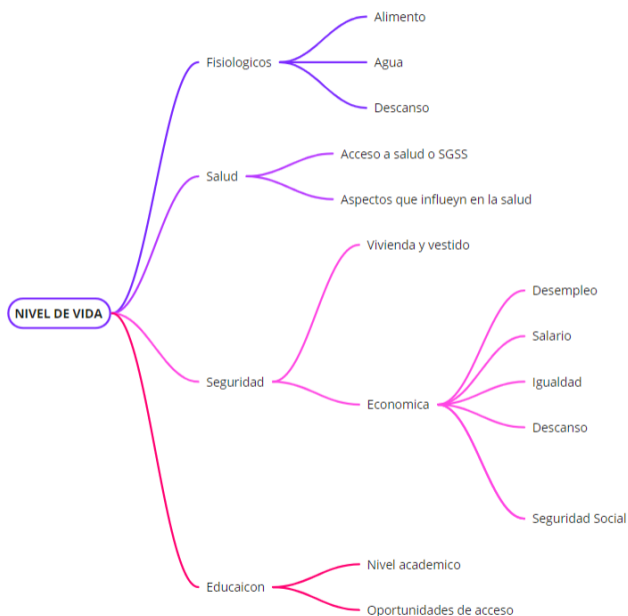 Alimento
Fisiologicos
Agua
Descanso
Acceso a salud o SGSS
Salud
Aspectos que influeyn en la salud
Vivienda y vestido
Desempleo
NIVEL DE VIDA
Salario
Seguridad
Igualdad
Economica
Descanso
Seguridad Social
Nivel academico
Educaicon
Oportunidades de acceso